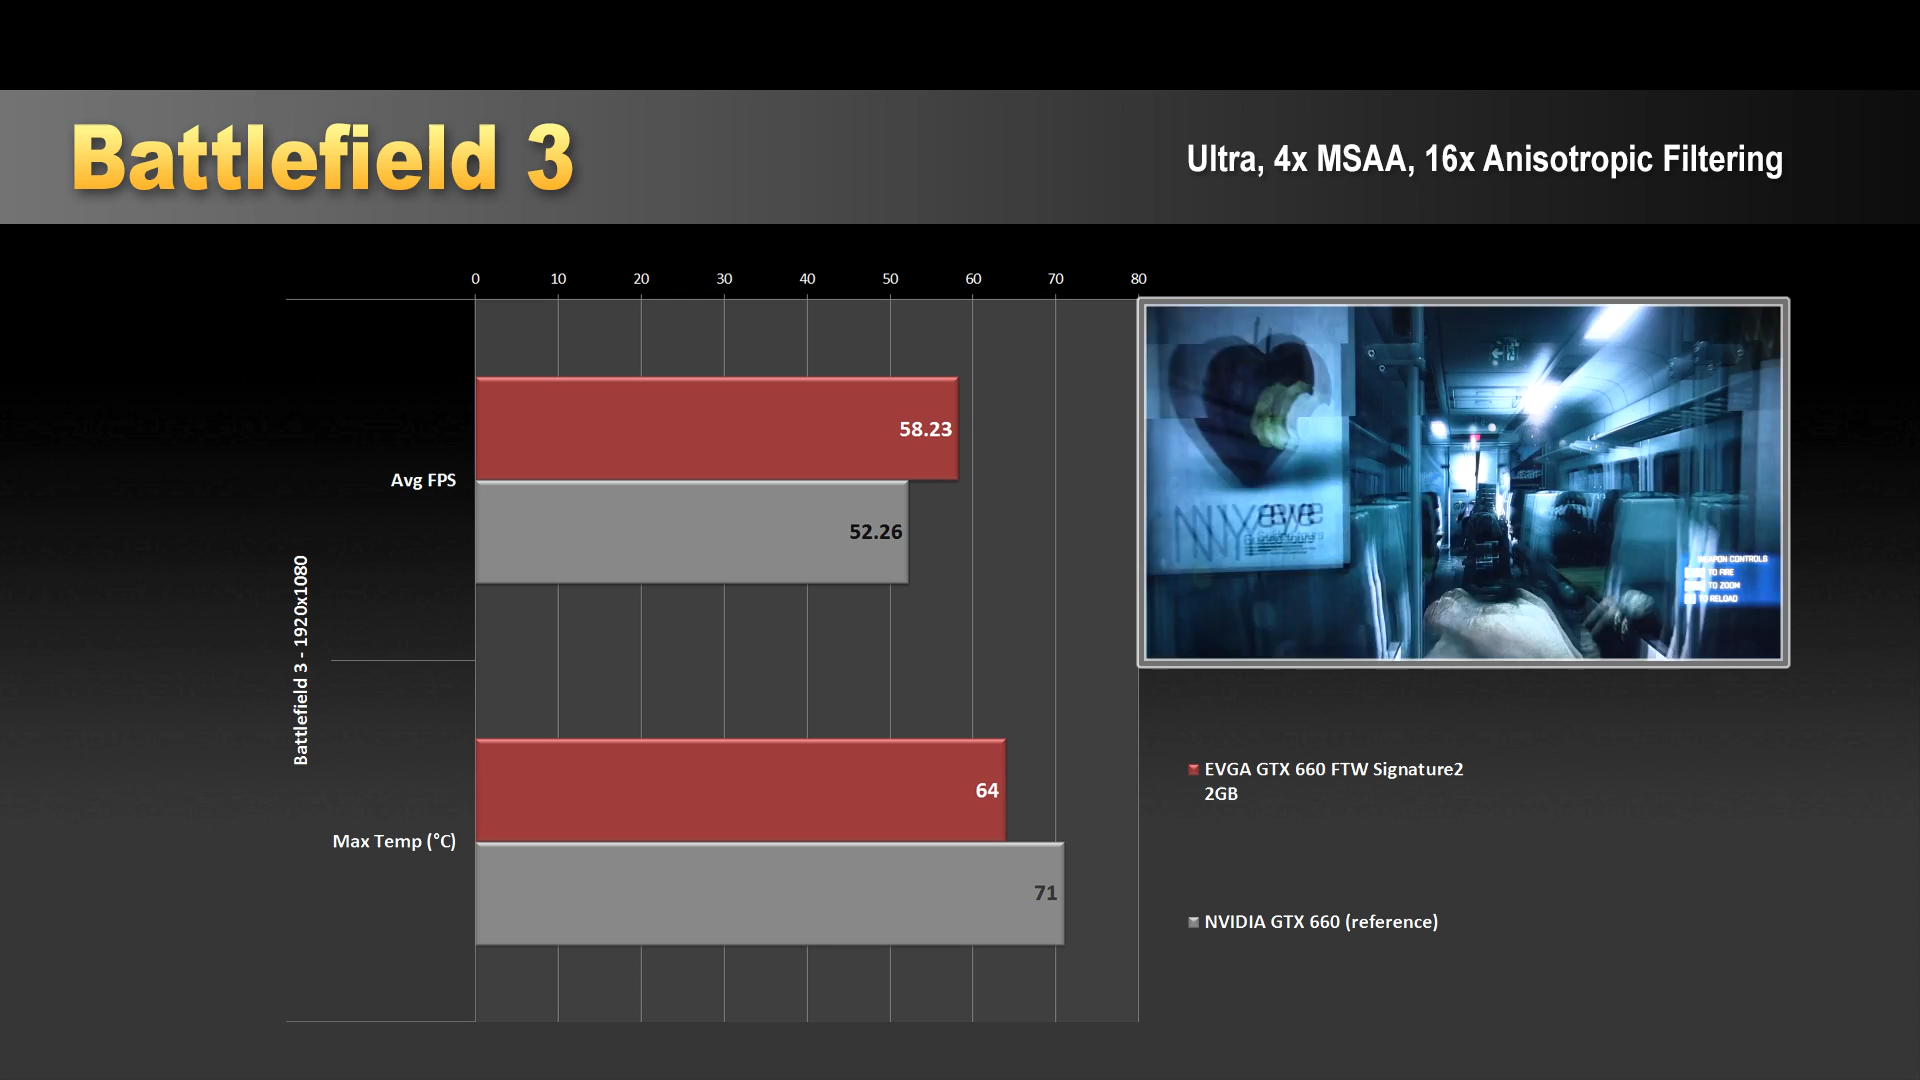 Battlefield 3
Ultra, 4x MSAA, 16x Anisotropic Filtering
0 10 20 30 40 50 60 70 80
Battlefield 3 - 1920x1080
Avg FPS
58.23
52.26
Max Temp (°C)
64
71
WEAPON CONTROLS
TO FIRE
TO ZOOM
TO RELOAD
EVGA GTX 660 FTW Signature2
2GB
NVIDIA GTX 660 (reference)